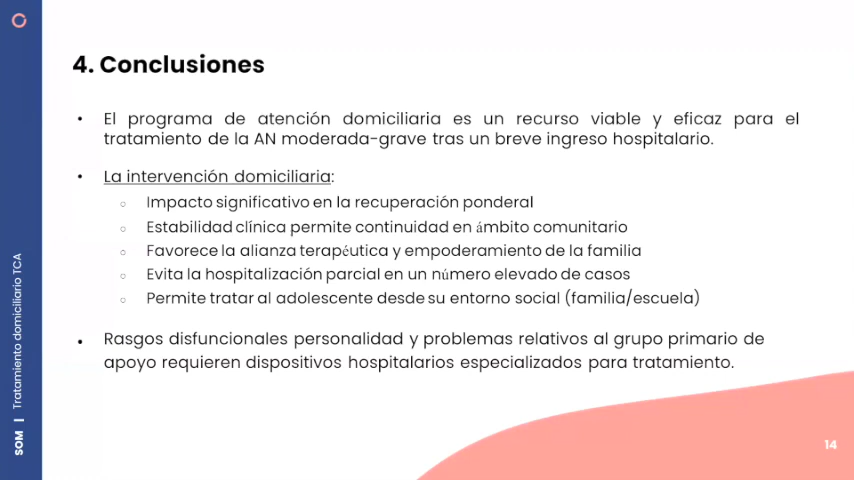 4. Conclusiones
• El programa de atención domiciliaria es un recurso viable y eficaz para el
tratamiento de la AN moderada-grave tras un breve ingreso hospitalario.
• La intervención domiciliaria:
○ Impacto significativo en la recuperación ponderal
○ Estabilidad clínica permite continuidad en ámbito comunitario
○ Favorece la alianza terapéutica y empoderamiento de la familia
○ Evita la hospitalización parcial en un número elevado de casos
○ Permite tratar al adolescente desde su entorno social (familia/escuela)
• Rasgos disfuncionales personalidad y problemas relativos al grupo primario de
apoyo requieren dispositivos hospitalarios especializados para tratamiento.
SOM | Tratamiento domiciliario TCA
14